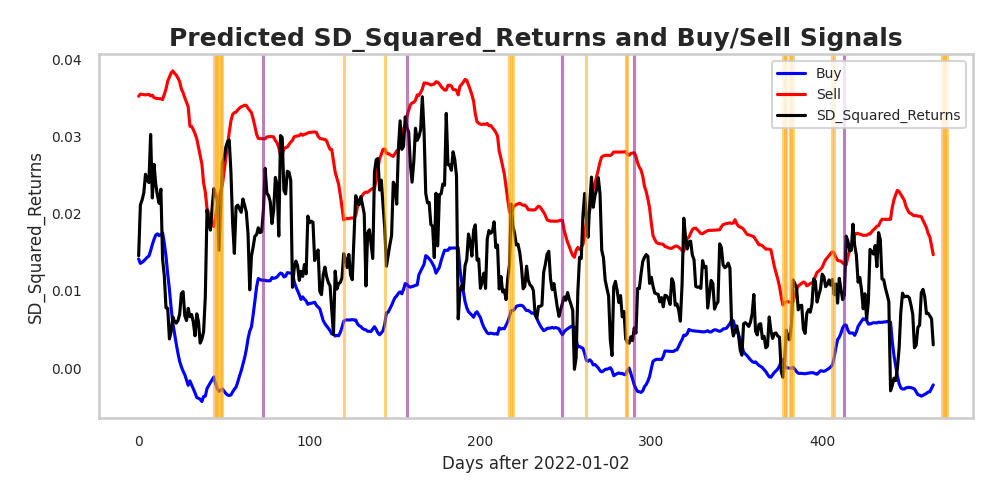 Predicted SD_Squared_Returns and Buy/Sell Signals
0.04
0.03
0.02
0.01
0.00
SD_Squared_Returns
Buy
Sell
SD_Squared_Returns
0
100
200
300
400
Days after 2022-01-02